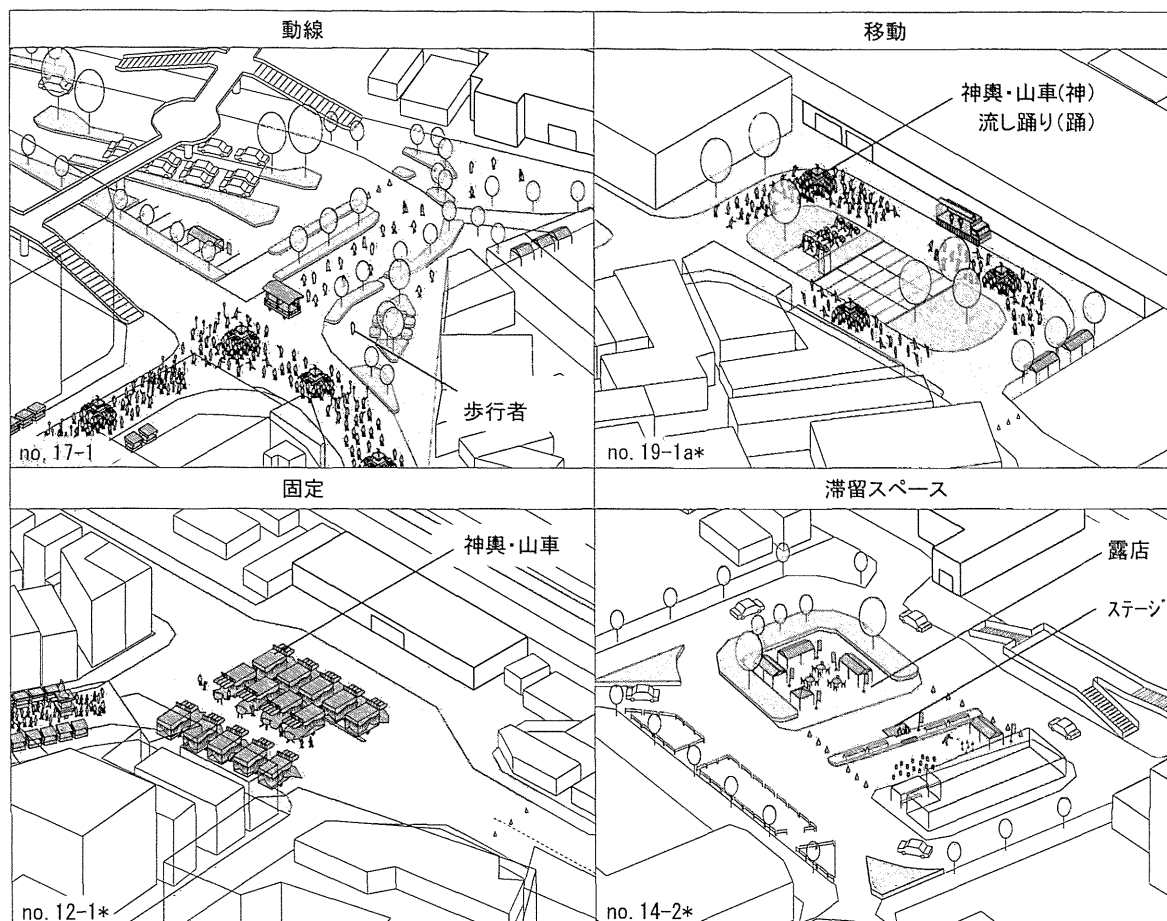 動線
移動
神輿・山車(神)
流し踊り(踊)
歩行者
no. 17-1
no. 19-1a*
固定
滞留スペース
神輿・山車
露店
ステージ
no. 12-1*
no. 14-2*